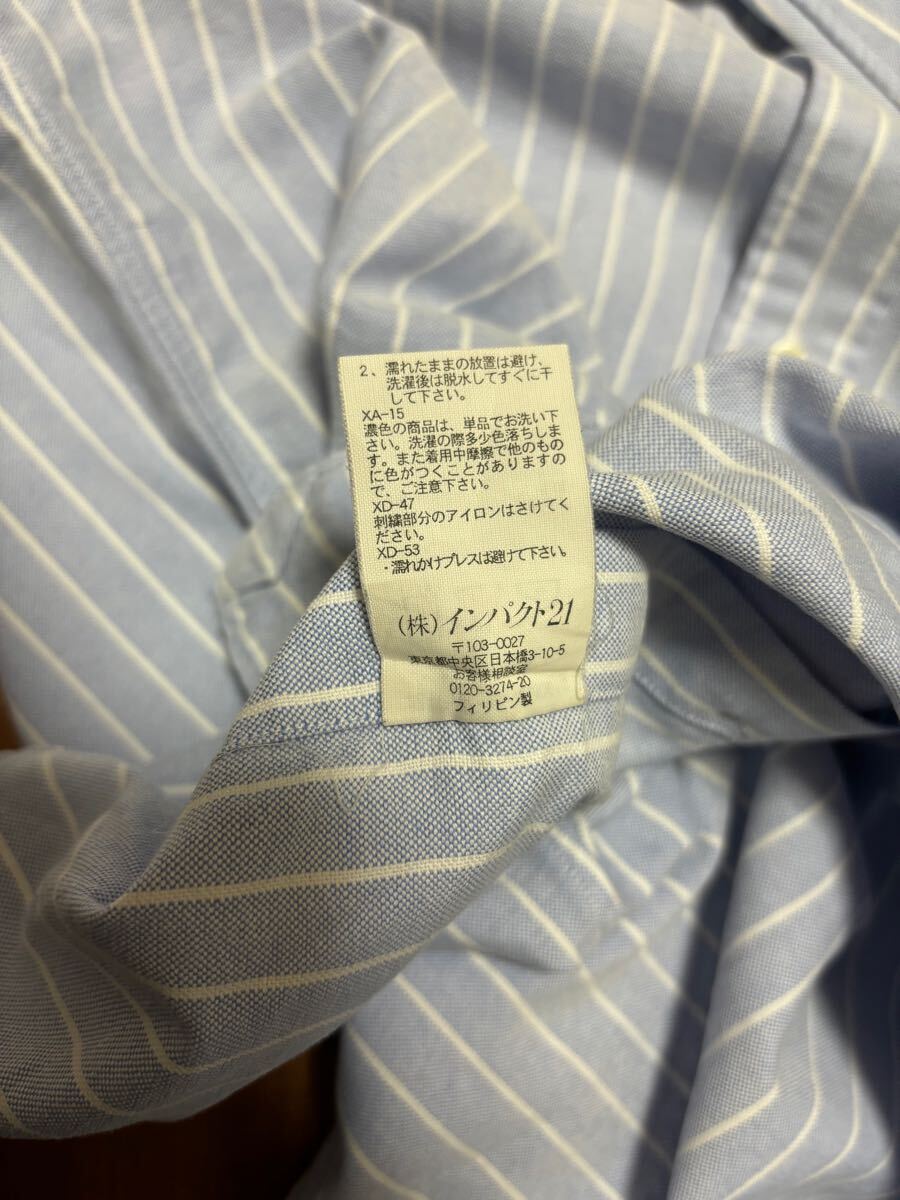 2、濡れたままの放置は避け、
洗濯後は脱水してすぐに干
して下さい。
XA-15
濃色の商品は、単品でお洗い下
さい。洗濯の際多少色落ちしま
す。また着用中摩擦で他のもの
に色がつくことがありますの
で、ご注意下さい。
XD-47
刺繍部分のアイロンはさけてく
ださい。
XD-53
・濡れかけプレスは避けて下さい。
(株)インパクト21
〒103-0027
東京都中央区日本橋3-10-5
お客様相談室
0120-3274-20
フィリピン製